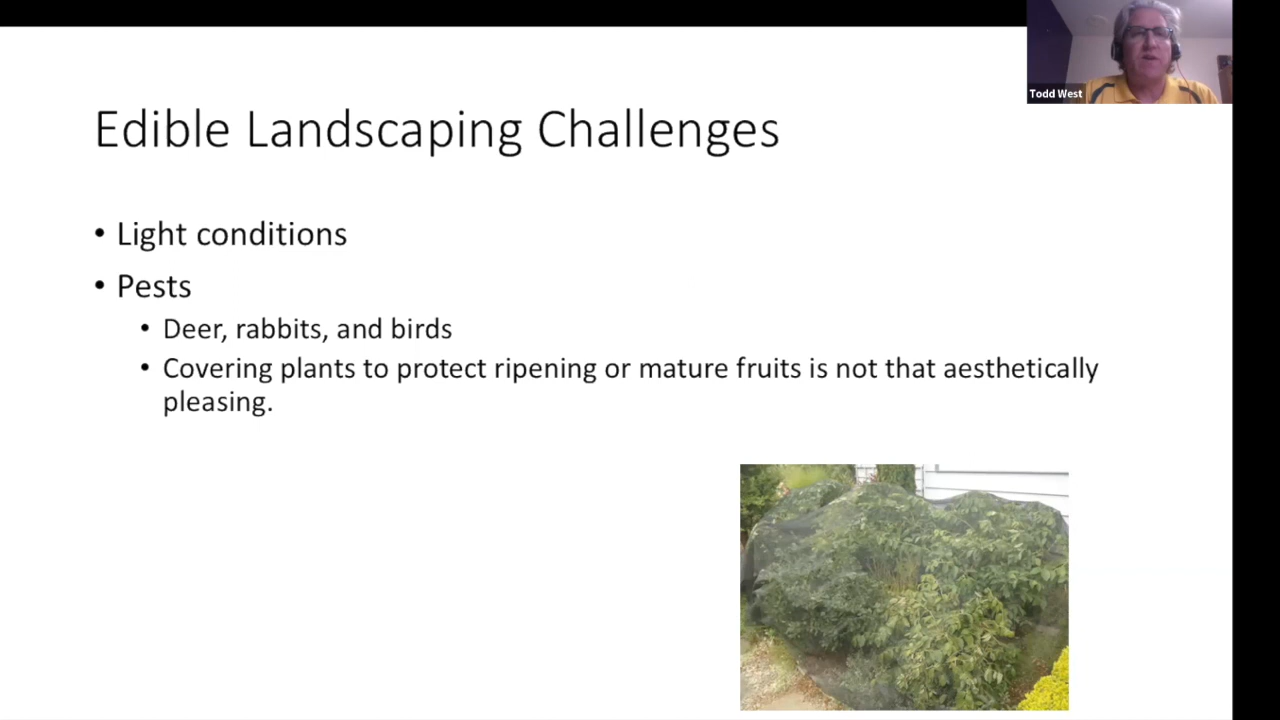 Todd West
Edible Landscaping Challenges
• Light conditions
• Pests
• Deer, rabbits, and birds
• Covering plants to protect ripening or mature fruits is not that aesthetically
pleasing.